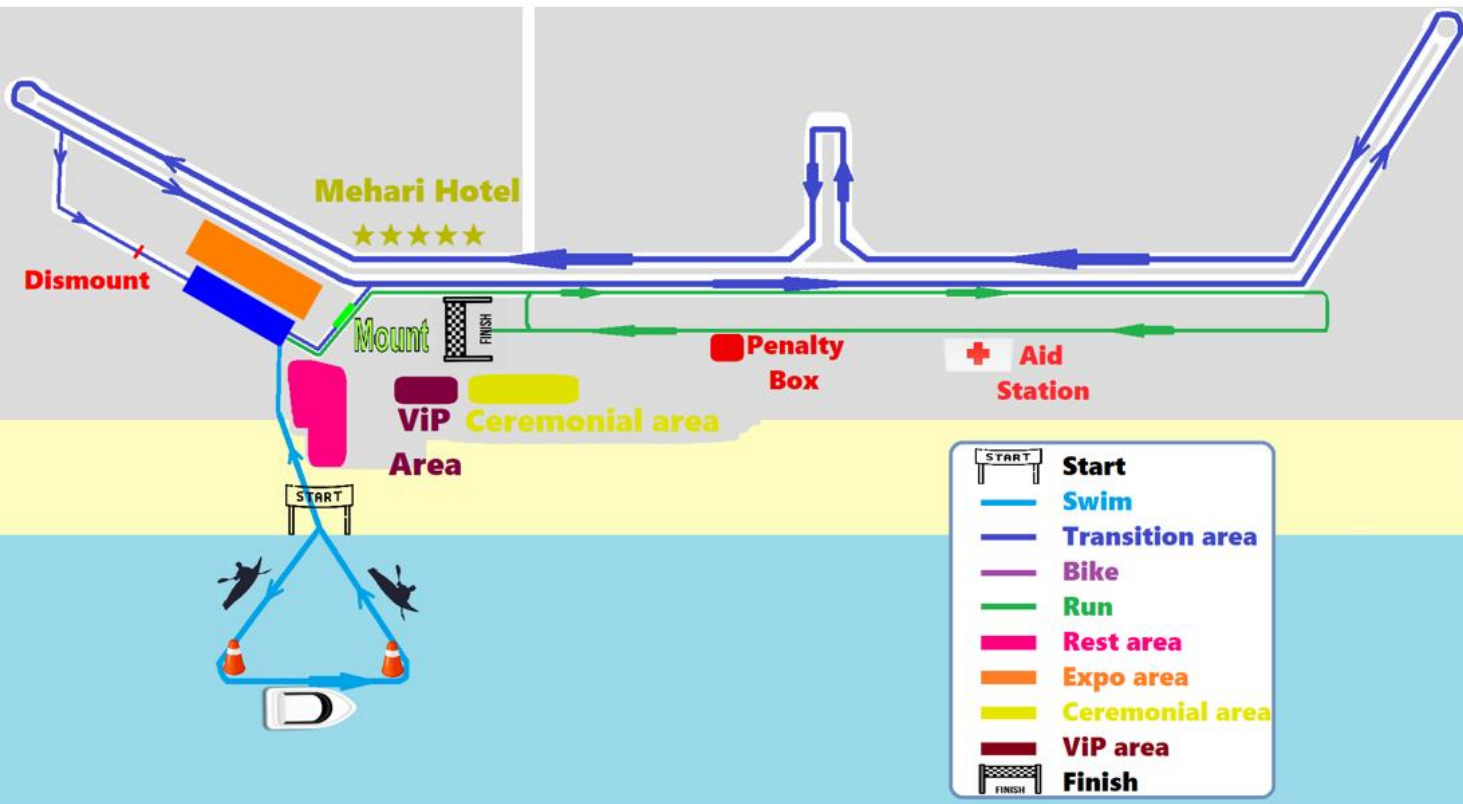 Mehari Hotel
Dismount
Mount
FINISH
Penalty
Box
Aid
Station
ViP
Area
Ceremonial area
START
START
Start
Swim
Transition area
Bike
Run
Rest area
Expo area
Ceremonial area
ViP area
FINISH
Finish